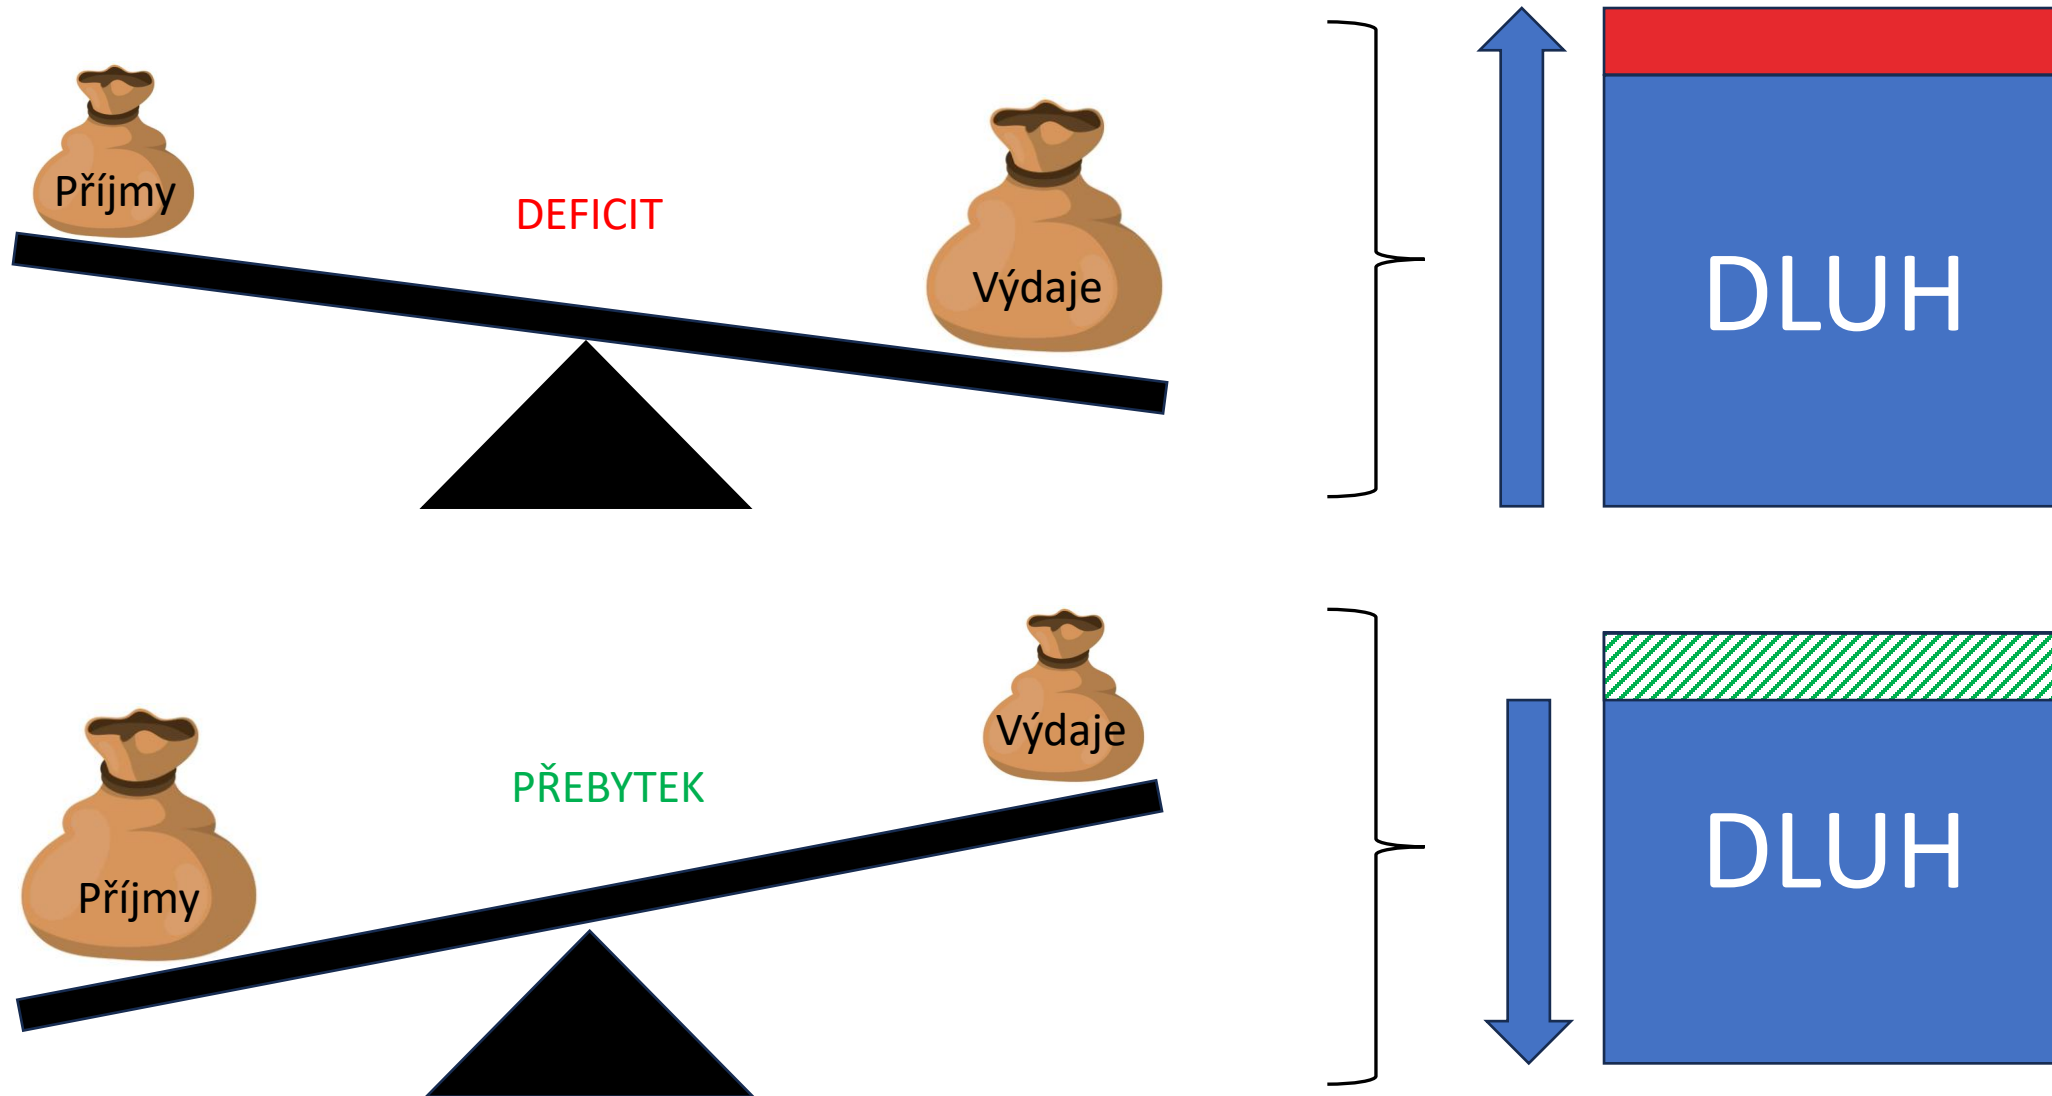 Příjmy
DEFICIT
Výdaje
DLUH
Příjmy
PŘEBYTEK
Výdaje
DLUH